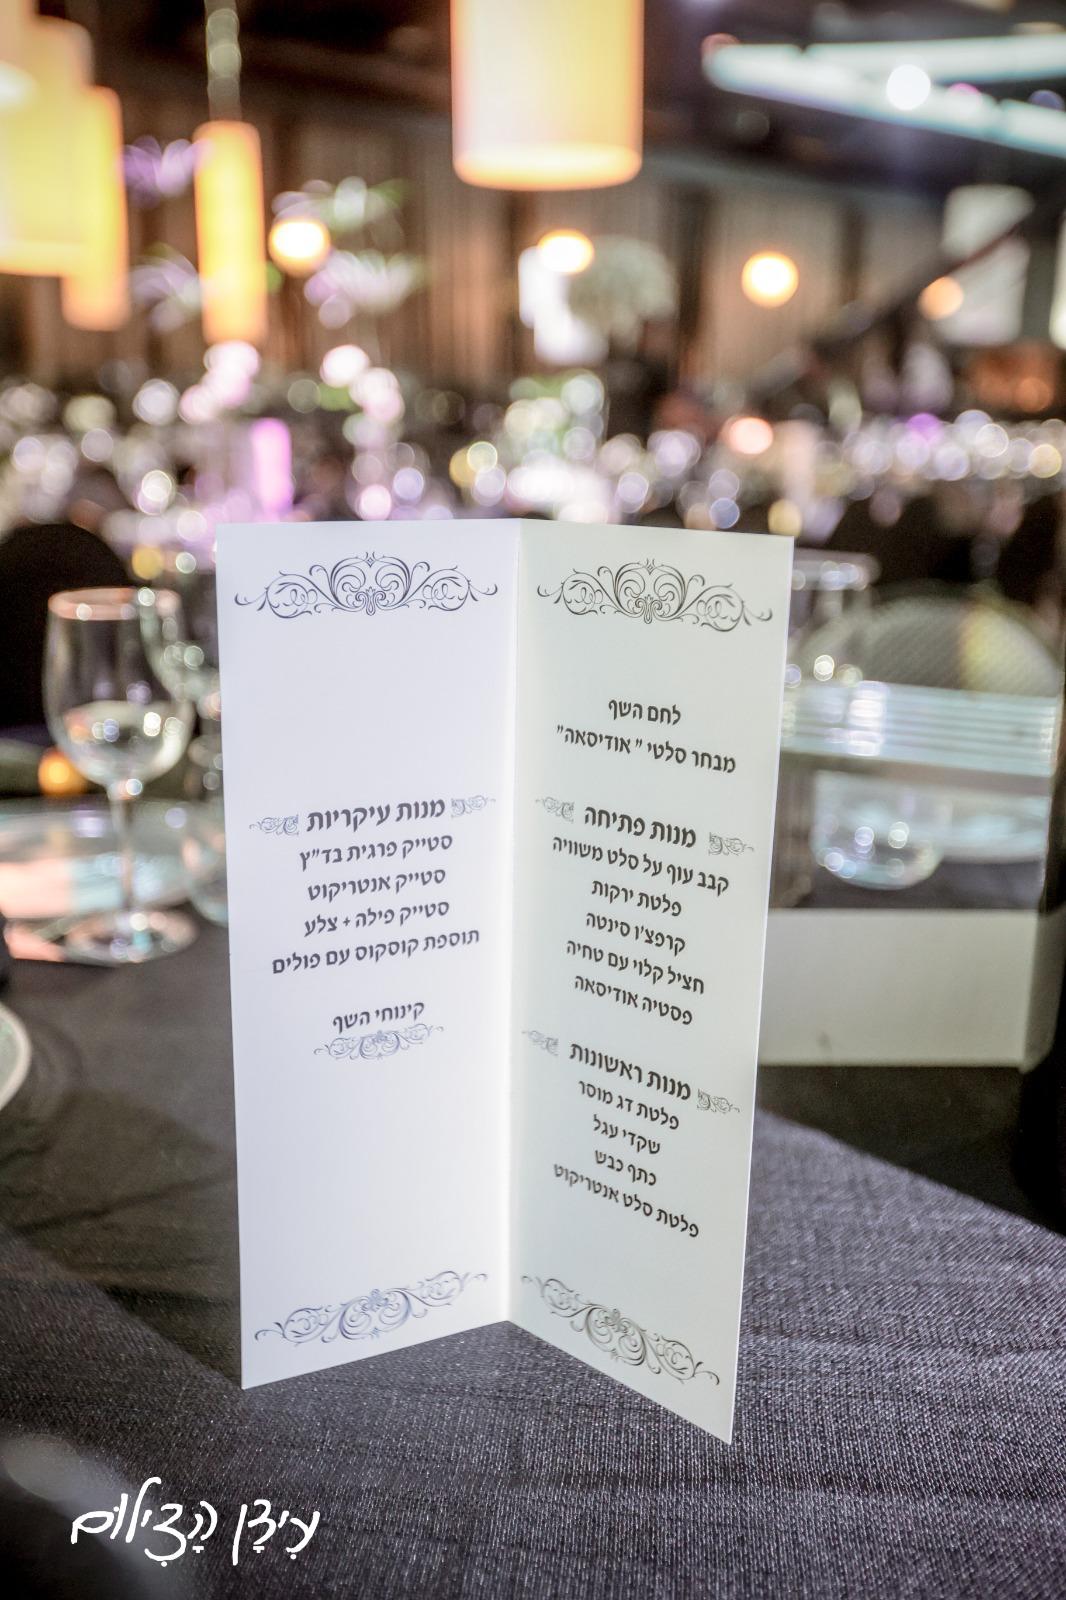 לחם השף
מבחר סלטי " אודיסאה"
מנות פתיחה
קבב עוף על סלט משוויה
פלטת ירקות
קרפצ'ו סינטה
חציל קלוי עם טחיה
פסטיה אודיסאה
מנות ראשונות
פלטת דג מוסר
שקדי עגל
כתף כבש
פלטת סלט אנטריקוט
מנות עיקריות
סטייק פרגית בד"ץ
סטייק אנטריקוט
סטייק פילה + צלע
תוספת קוסקוס עם פולים
קינוחי השף
עִידָן הָצִילוּם